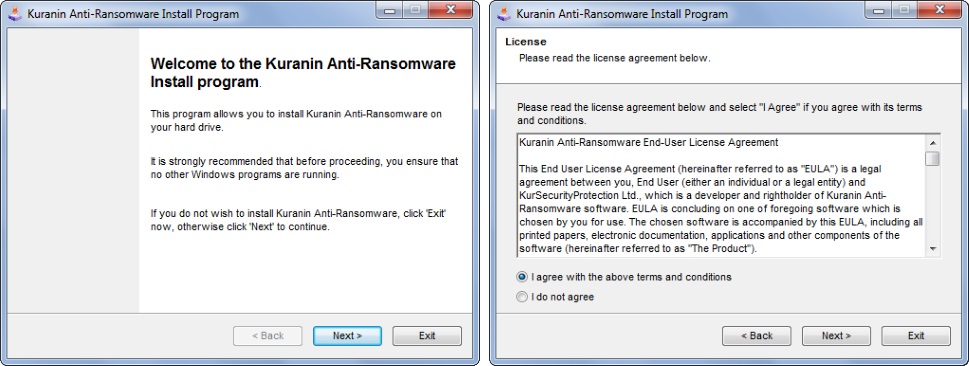 Kuranin Anti-Ransomware Install Program
Welcome to the Kuranin Anti-Ransomware
Install program.
This program allows you to install Kuranin Anti-Ransomware on
your hard drive.
It is strongly recommended that before proceeding, you ensure that
no other Windows programs are running.
If you do not wish to install Kuranin Anti-Ransomware, click 'Exit'
now, otherwise click 'Next' to continue.
< Back
Next >
Exit
Kuranin Anti-Ransomware Install Program
License
Please read the license agreement below.
Please read the license agreement below and select "I Agree" if you agree with its terms
and conditions.
Kuranin Anti-Ransomware End-User License Agreement
This End User License Agreement (hereinafter referred to as "EULA") is a legal
agreement between you, End User (either an individual or a legal entity) and
KurSecurityProtection Ltd., which is a developer and rightholder of Kuranin Anti-
Ransomware software. EULA is concluding on one of foregoing software which is
chosen by you for use. The chosen software is accompanied by this EULA, including all
printed papers, electronic documentation, applications and other components of the
software (hereinafter referred to as "The Product").
I agree with the above terms and conditions
I do not agree
< Back
Next >
Exit